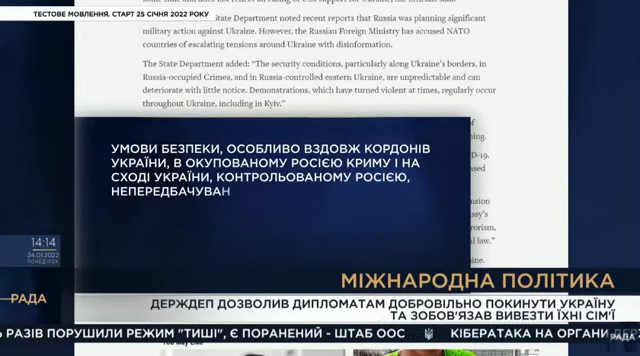 ТЕСТОВЕ МОВЛЕННЯ. СТАРТ 25 СІЧНЯ 2022 РОКУ
State Department noted recent reports that Russia was planning significant
military action against Ukraine. However, the Russian Foreign Ministry has accused NATO
countries of escalating tensions around Ukraine with disinformation.
The State Department added: “The security conditions, particularly along Ukraine’s borders, in
Russia-occupied Crimea, and in Russia-controlled eastern Ukraine, are unpredictable and can
deteriorate with little notice. Demonstrations, which have turned violent at times, regularly occur
throughout Ukraine, including in Kyiv.”
УМОВИ БЕЗПЕКИ, ОСОБЛИВО ВЗДОВЖ КОРДОНІВ
УКРАЇНИ, В ОКУПОВАНОМУ РОСІЄЮ КРИМУ І НА
СХОДІ УКРАЇНИ, КОНТРОЛЬОВАНОМУ РОСІЄЮ,
НЕПЕРЕДБАЧУВАН
14:14
24.01.2022
ПОНЕДІЛОК
РАДА
МІЖНАРОДНА ПОЛІТИКА
ДЕРЖДЕП ДОЗВОЛИВ ДИПЛОМАТАМ ДОБРОВІЛЬНО ПОКИНУТИ УКРАЇНУ
ТА ЗОБОВ'ЯЗАВ ВИВЕЗТИ ЇХНІ СІМ'Ї
РАЗІВ ПОРУШИЛИ РЕЖИМ "ТИШІ", Є ПОРАНЕНИЙ - ШТАБ ООС КІБЕРАТАКА НА ОРГАНИ
РАДА